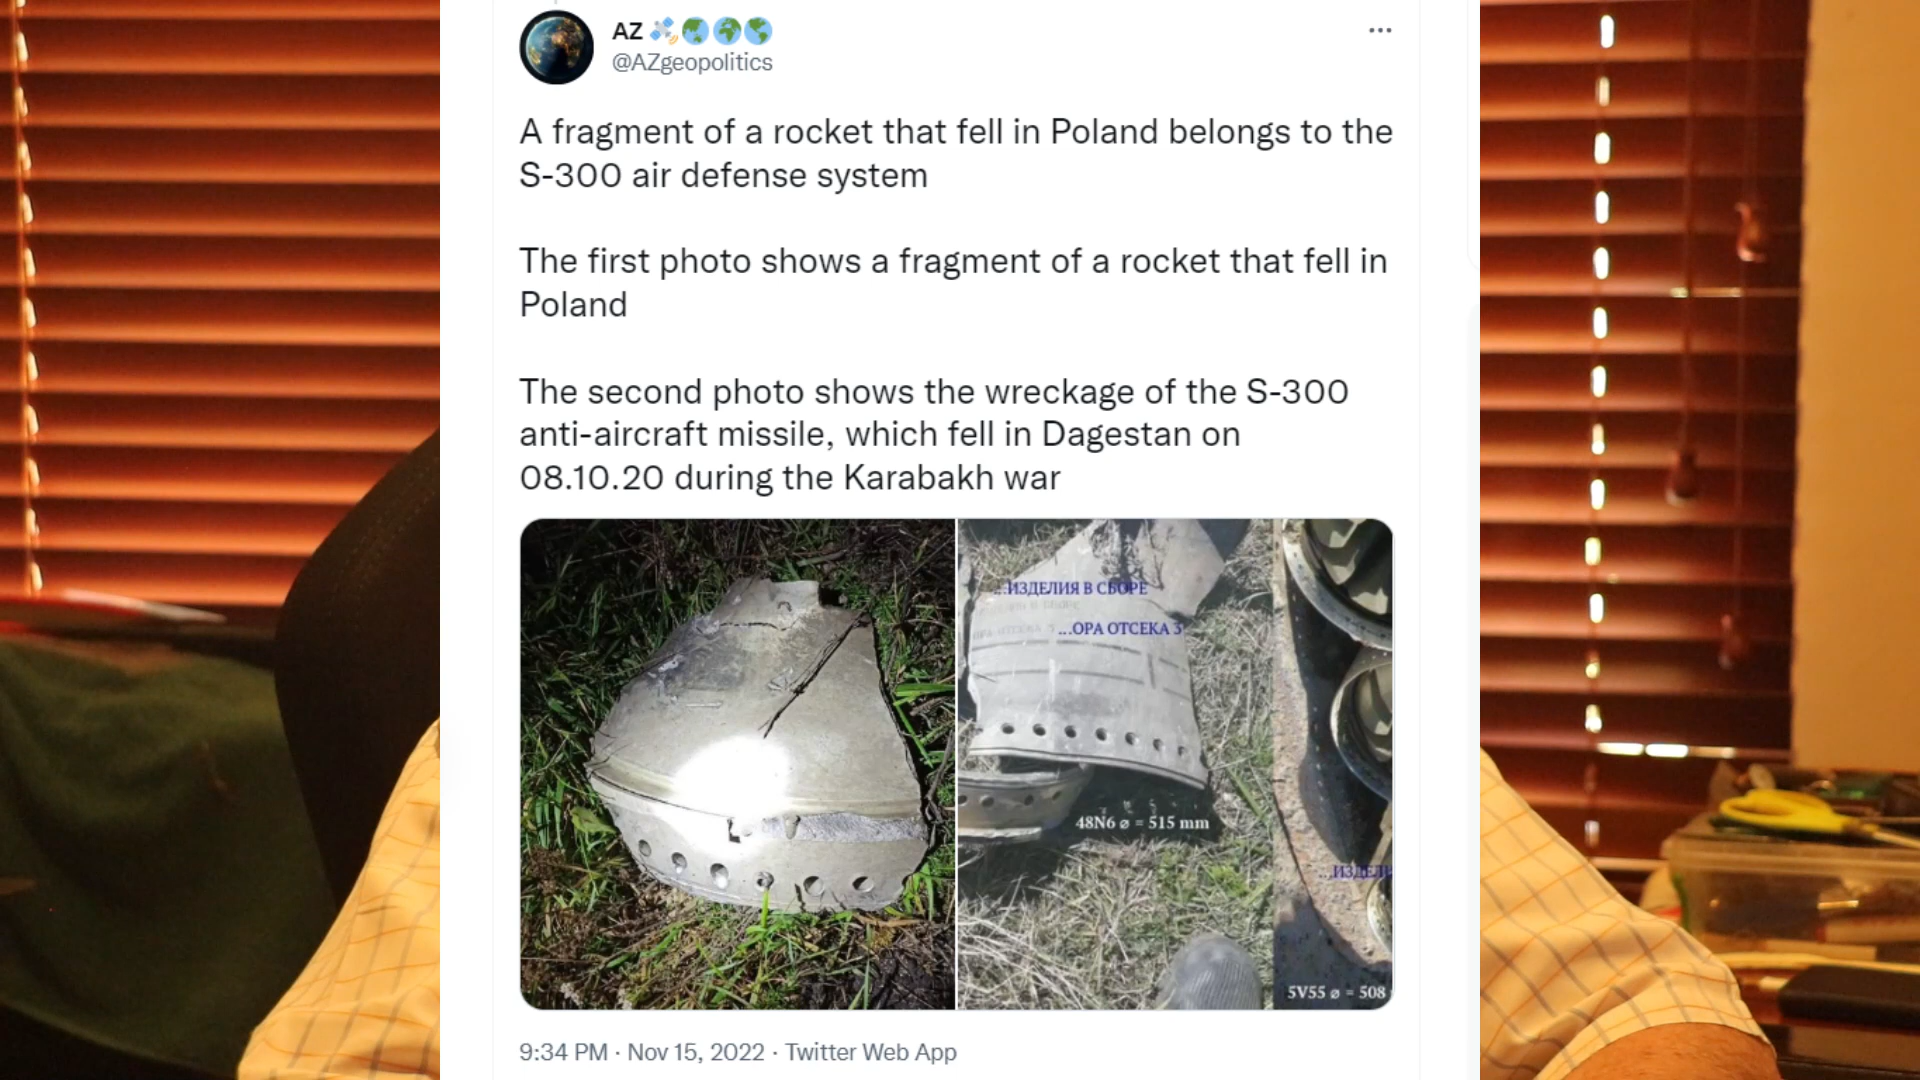 AZ
@AZgeopolitics
A fragment of a rocket that fell in Poland belongs to the
S-300 air defense system
The first photo shows a fragment of a rocket that fell in
Poland
The second photo shows the wreckage of the S-300
anti-aircraft missile, which fell in Dagestan on
08.10.20 during the Karabakh war
...ИЗДЕЛИЯ В СБОРЕ
...ОРА ОТСЕКА 3
48N6 ⌀ = 515 mm
...ИЗДЕЛИ
5V55 ⌀ = 508
9:34 PM · Nov 15, 2022 · Twitter Web App